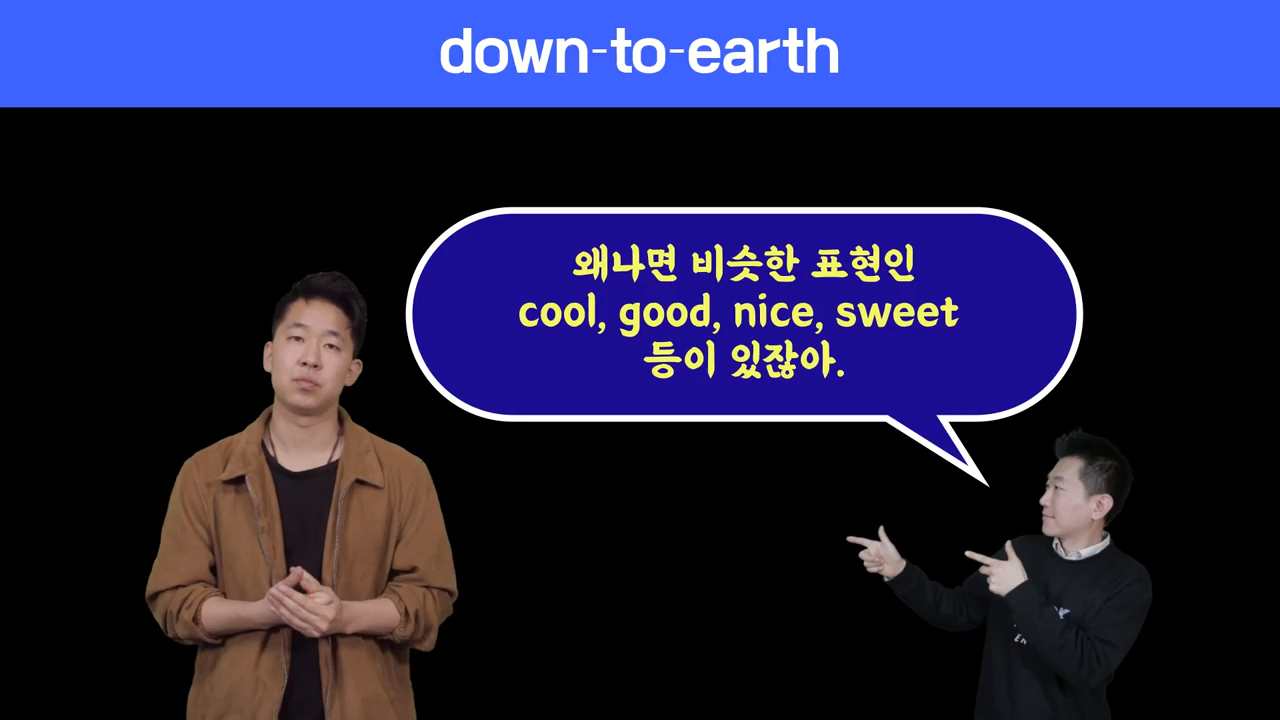 down-to-earth
왜냐면 비슷한 표현인
cool, good, nice, sweet
등이 있잖아.